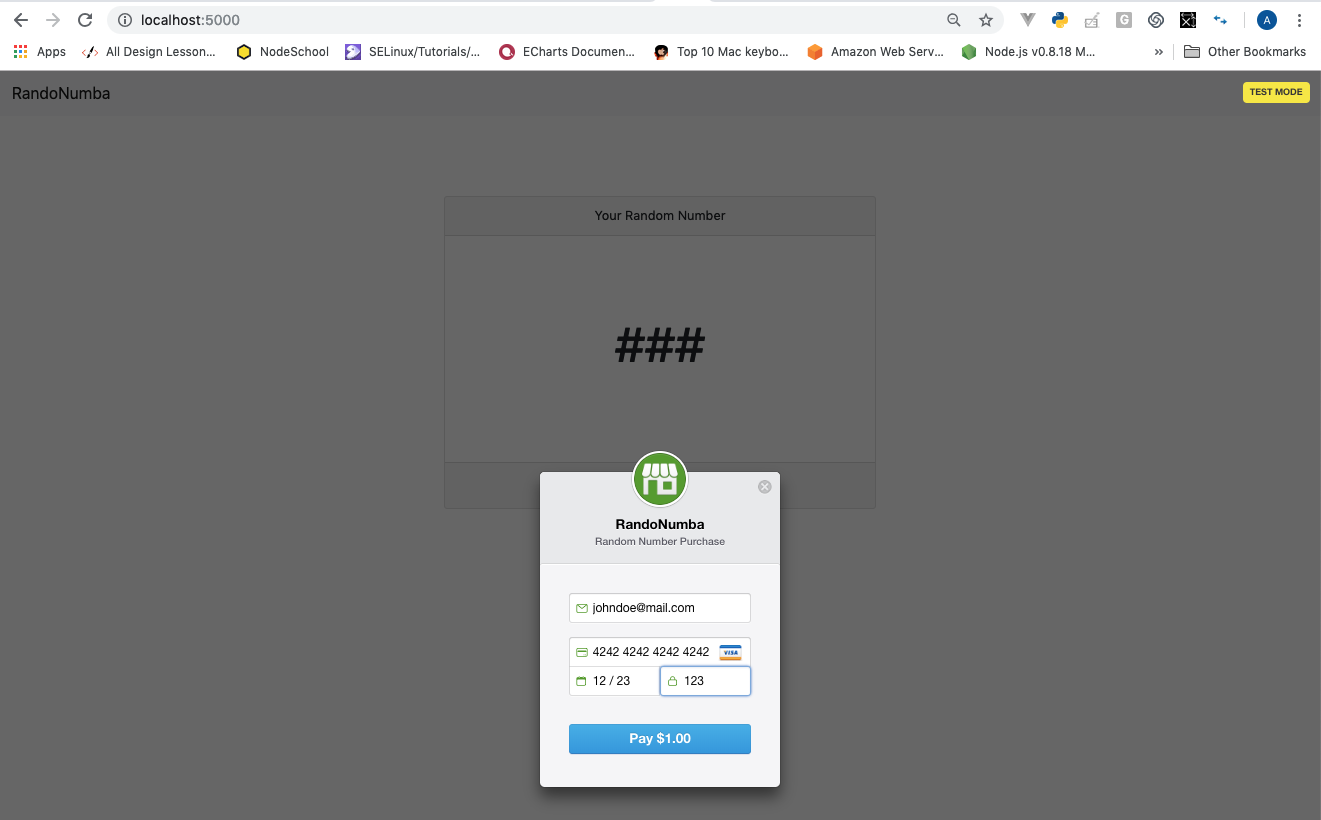 localhost:5000
A
Apps
All Design Lesson...
NodeSchool
SELinux/Tutorials/...
ECharts Documen...
Top 10 Mac keybo...
Amazon Web Serv...
Node.js v0.8.18 M...
»
Other Bookmarks
RandoNumba
TEST MODE
Your Random Number
###
RandoNumba
Random Number Purchase
johndoe@mail.com
4242 4242 4242 4242 VISA
12 / 23
123
Pay $1.00